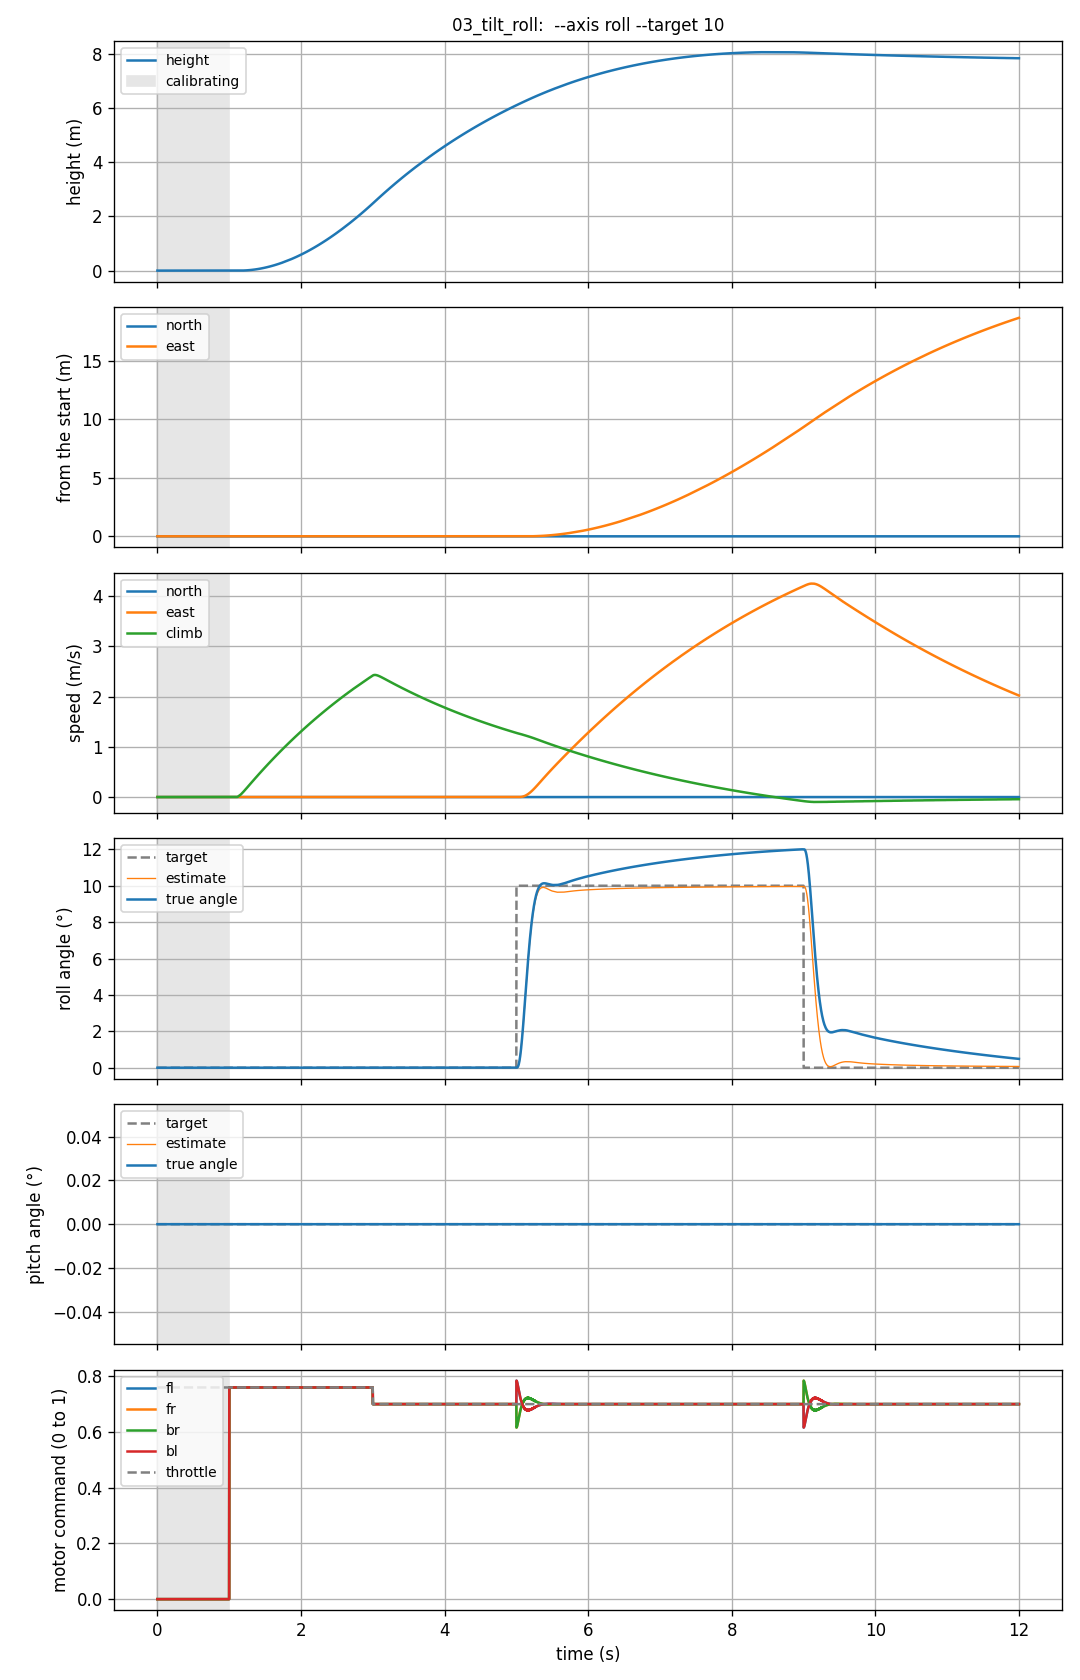 03_tilt_roll:  --axis roll --target 10
height (m)
8
6
4
2
0
height
calibrating
from the start (m)
15
10
5
0
north
east
speed (m/s)
4
3
2
1
0
north
east
climb
roll angle (°)
12
10
8
6
4
2
0
target
estimate
true angle
pitch angle (°)
0.04
0.02
0.00
−0.02
−0.04
target
estimate
true angle
motor command (0 to 1)
0.8
0.6
0.4
0.2
0.0
fl
fr
br
bl
throttle
0 2 4 6 8 10 12
time (s)